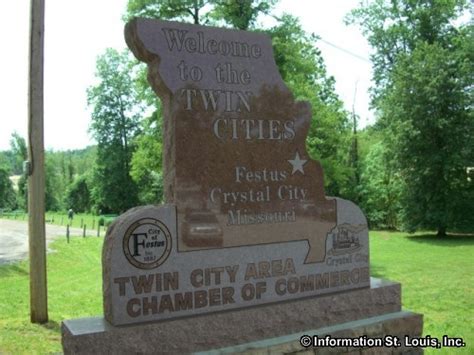 Welcome
to the
TWIN
CITIES
Festus
Crystal City
Missouri
City of
Festus
Crystal City
TWIN CITY AREA
CHAMBER OF COMMERCE
© Information St. Louis, Inc.